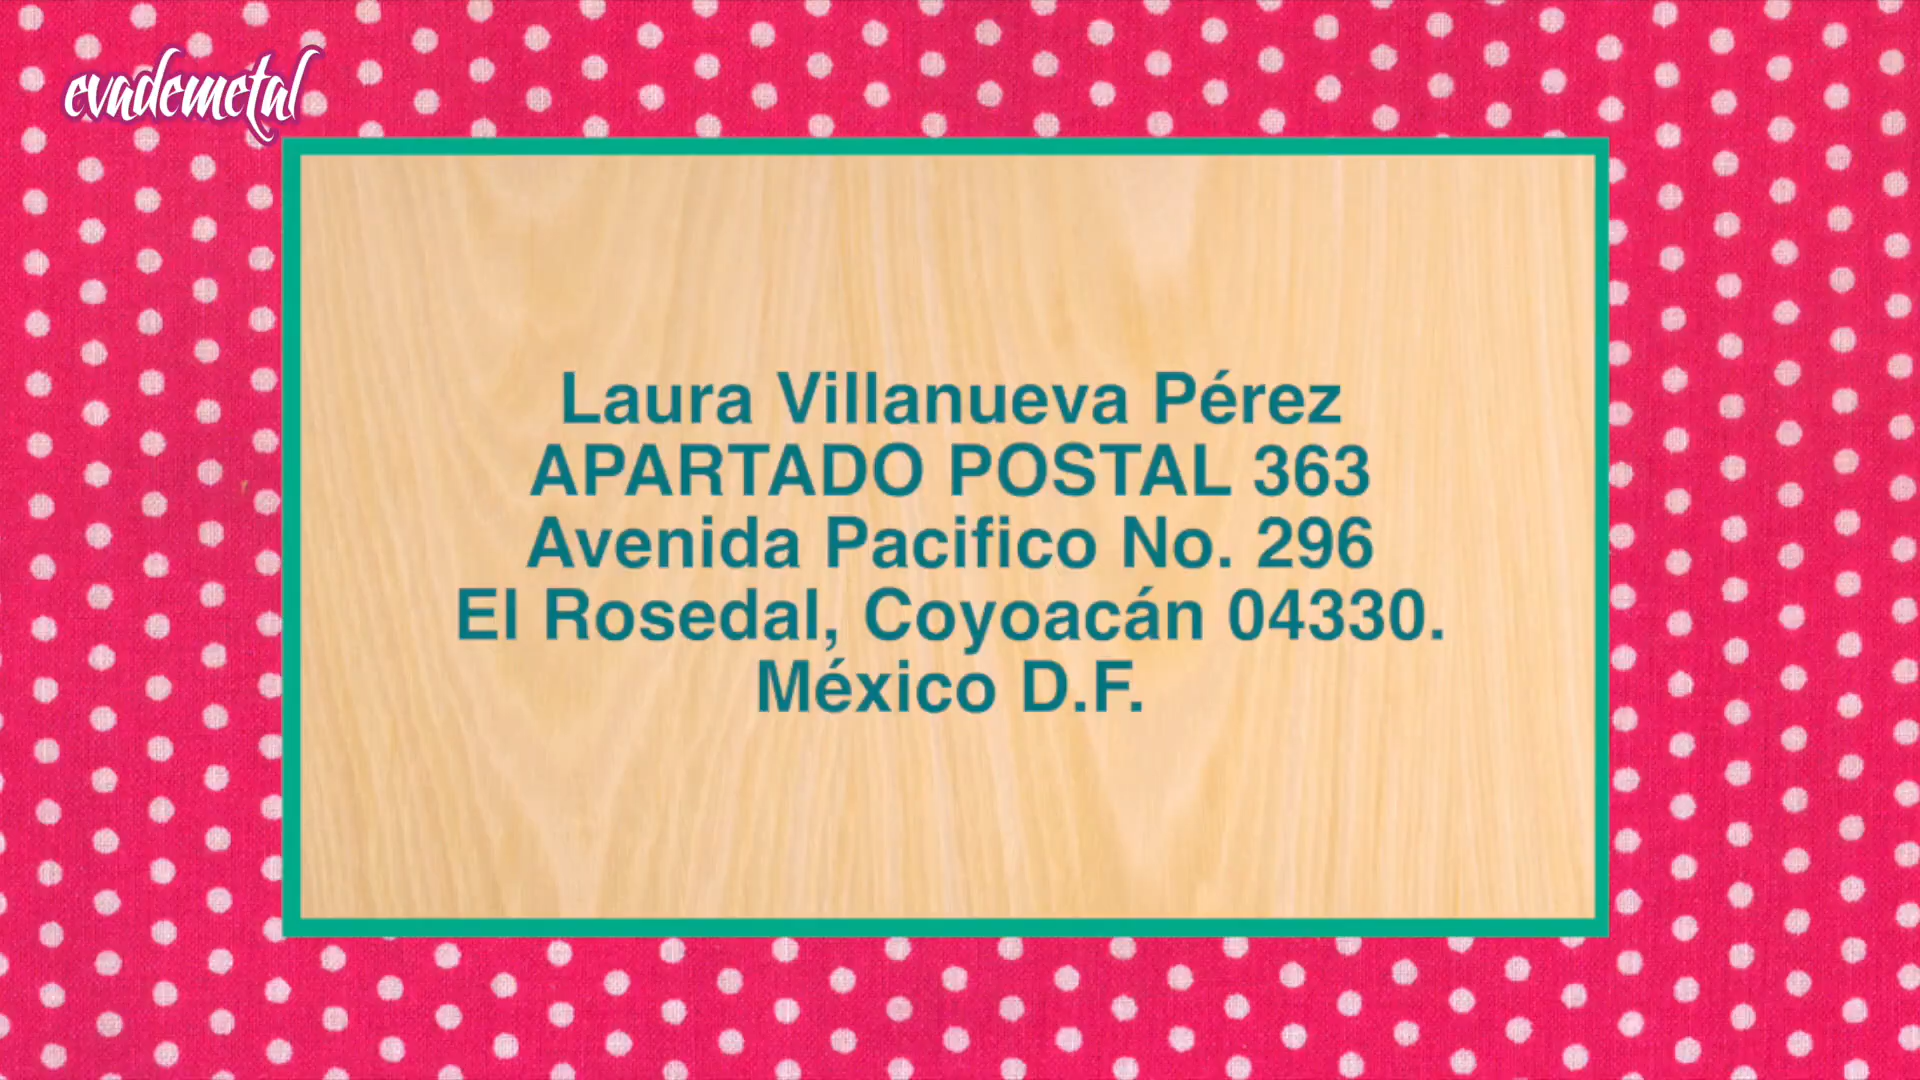 evademetal
Laura Villanueva Pérez
APARTADO POSTAL 363
Avenida Pacifico No. 296
El Rosedal, Coyoacán 04330.
México D.F.